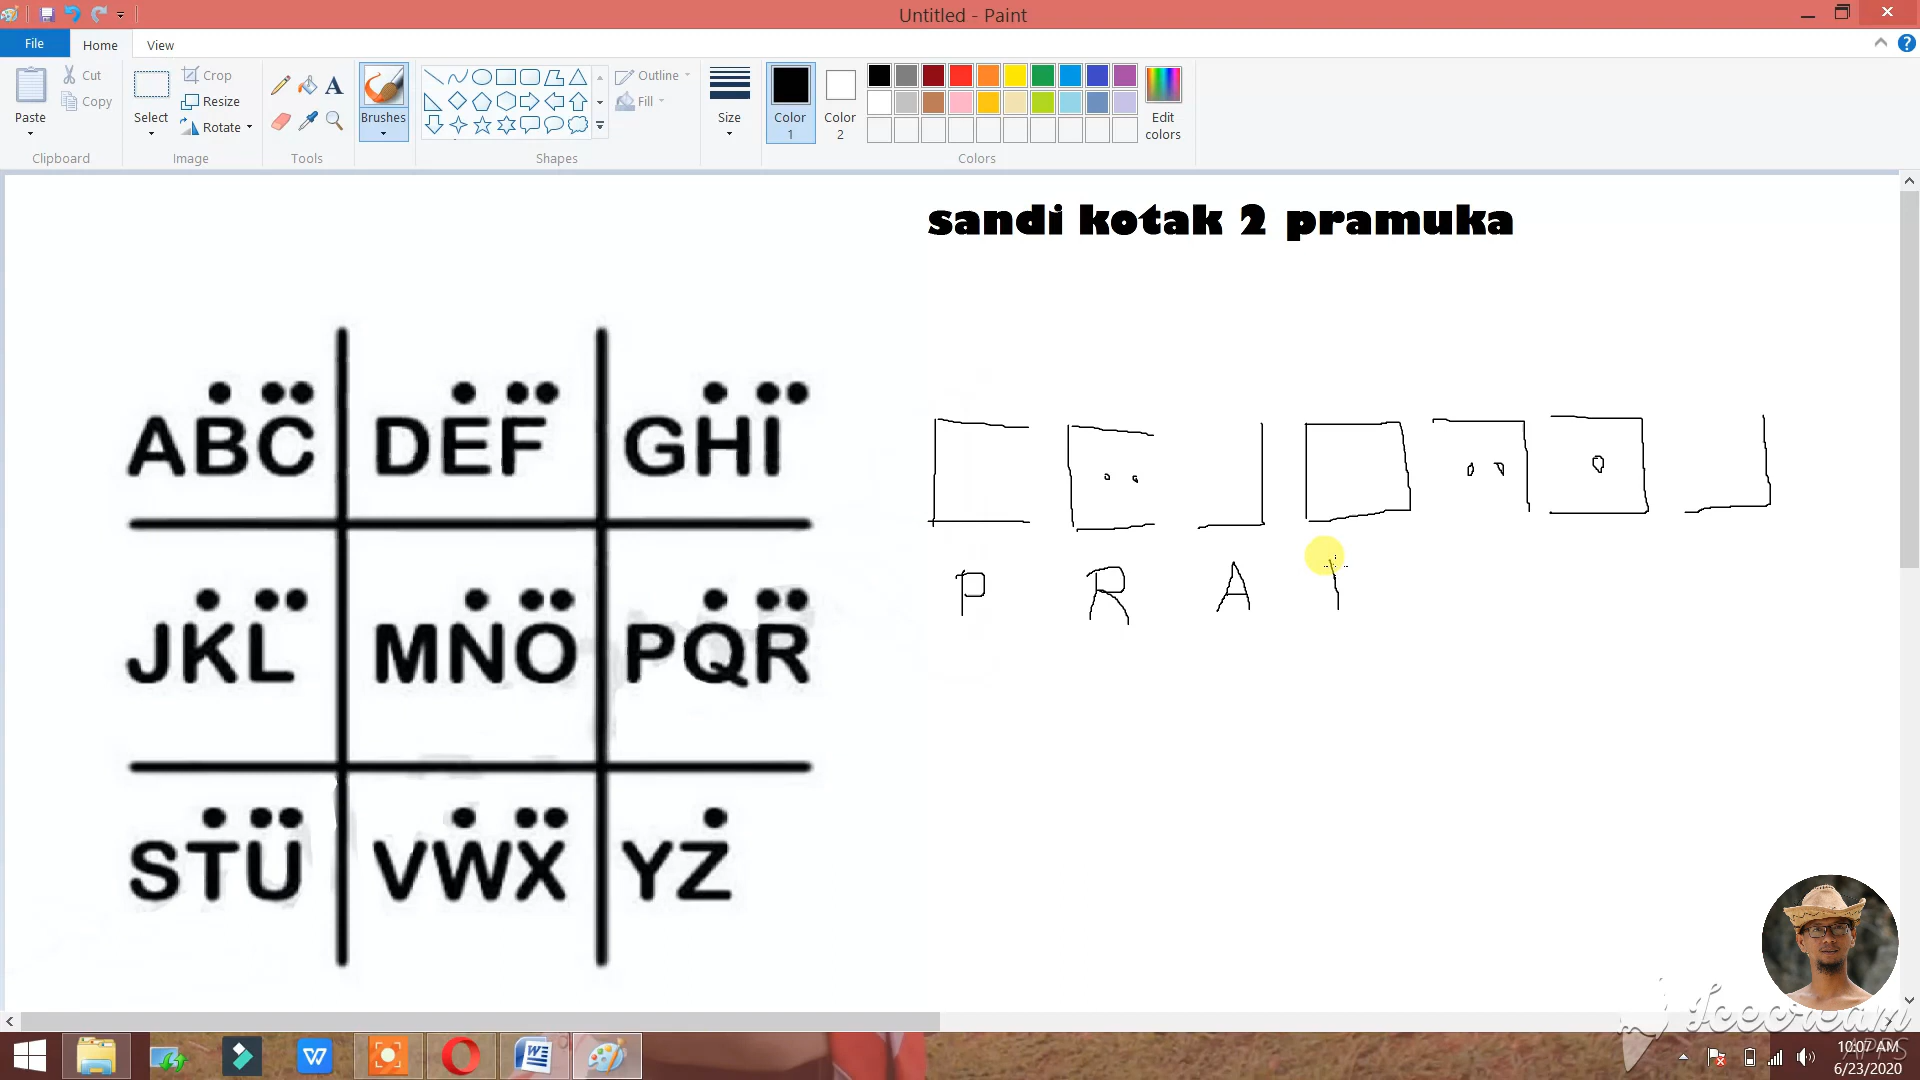 Untitled - Paint
File Home View
Paste
Cut
Copy
Clipboard
Select
Crop
Resize
Rotate
Image
A
Tools
Brushes
Shapes
Outline
Fill
Size
Color 1
Color 2
Edit colors
Colors
sandi kotak 2 pramuka
ABC DEF GHI
JKL MNO PQR
STU VWX YZ
P R A
Icecream
APPS
10:07 AM
6/23/2020